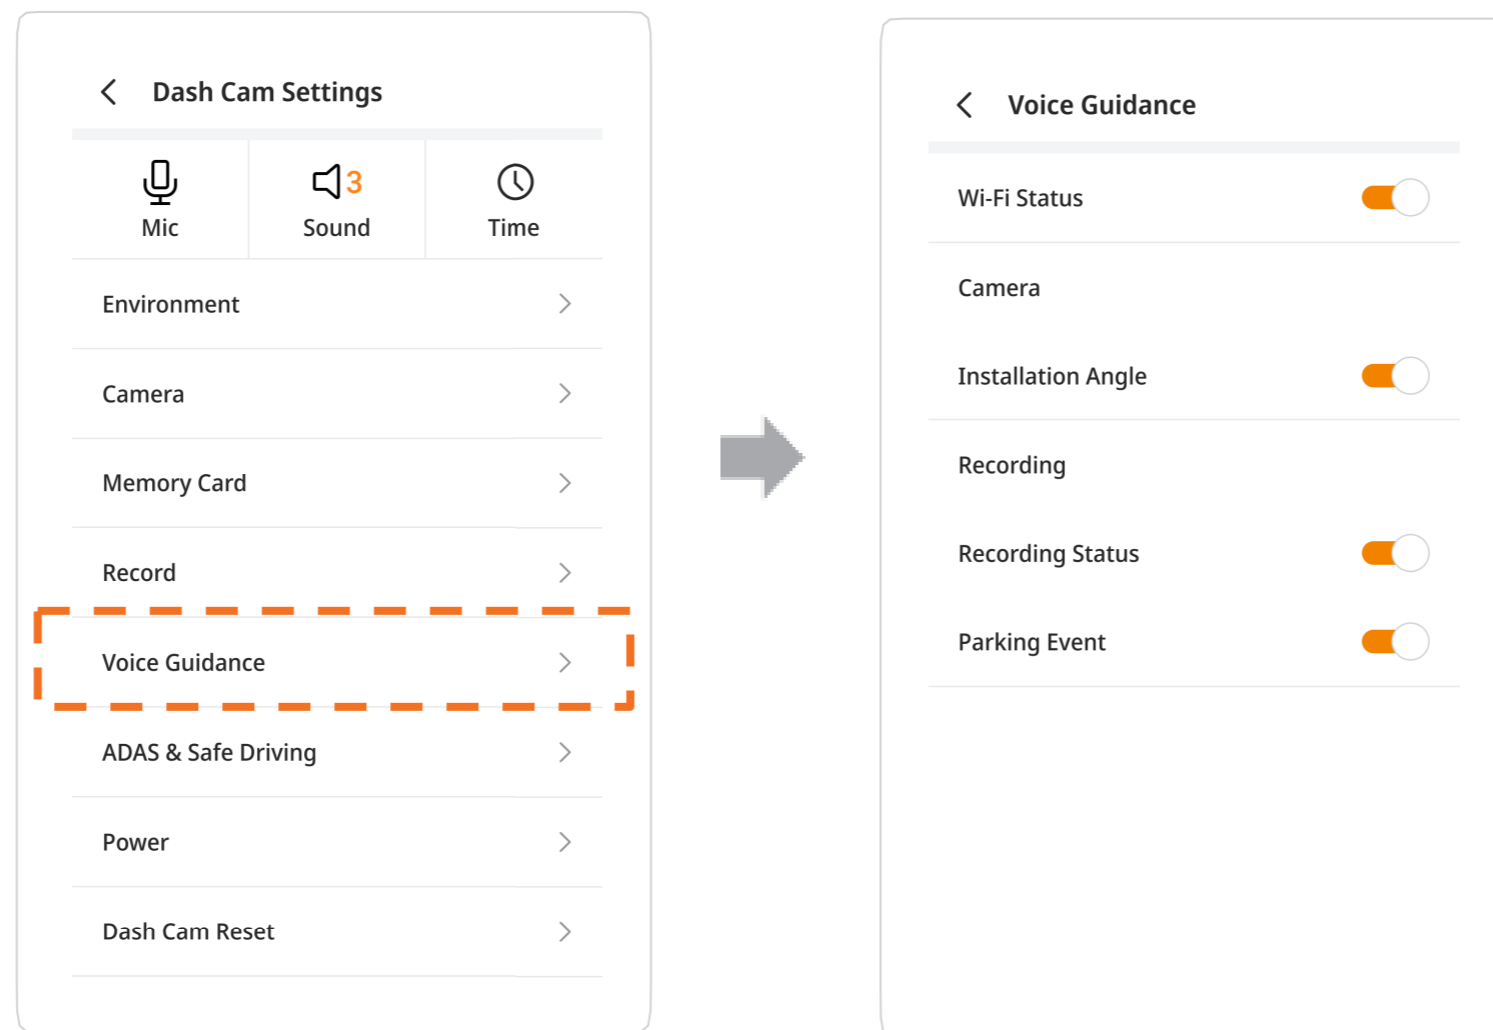 Dash Cam Settings
Mic
3
Sound
Time
Environment
Camera
Memory Card
Record
Voice Guidance
ADAS & Safe Driving
Power
Dash Cam Reset
Voice Guidance
Wi-Fi Status
Camera
Installation Angle
Recording
Recording Status
Parking Event